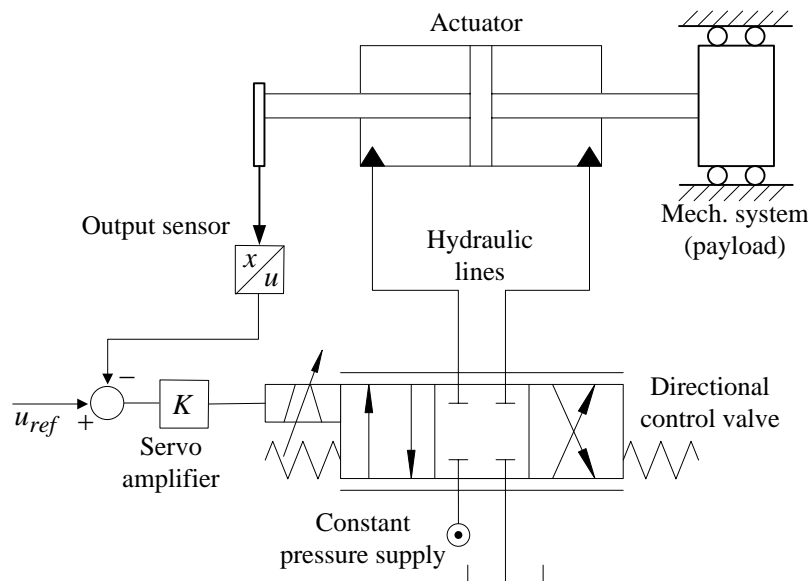 Actuator
Output sensor
x
u
Hydraulic
lines
Mech. system
(payload)
−
u_ref
+
K
Servo
amplifier
Directional
control valve
Constant
pressure supply